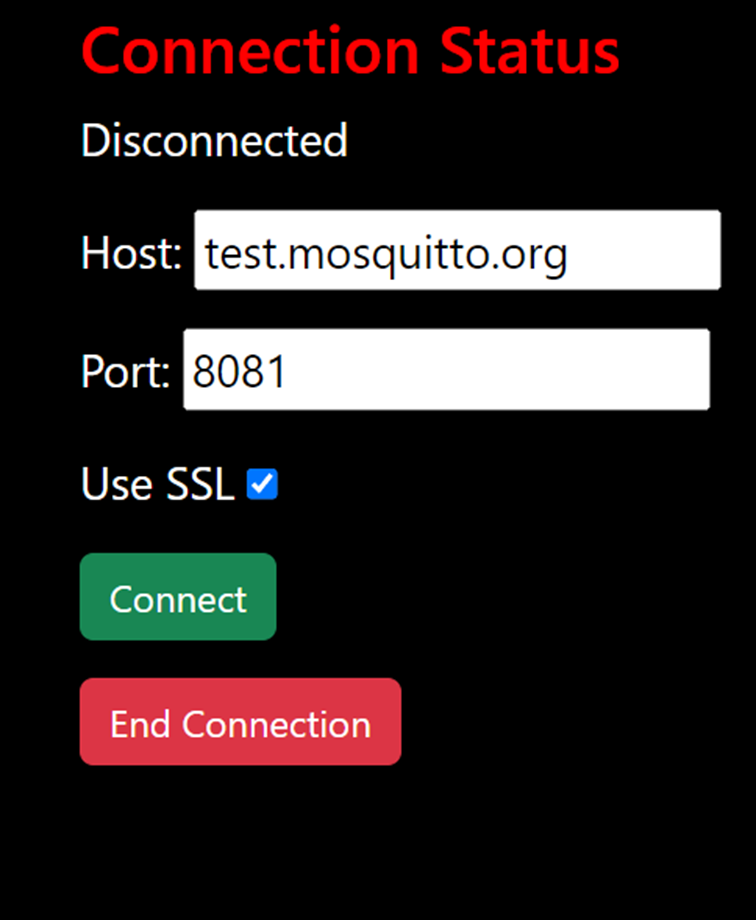 Connection Status
Disconnected
Host: test.mosquitto.org
Port: 8081
Use SSL
Connect
End Connection